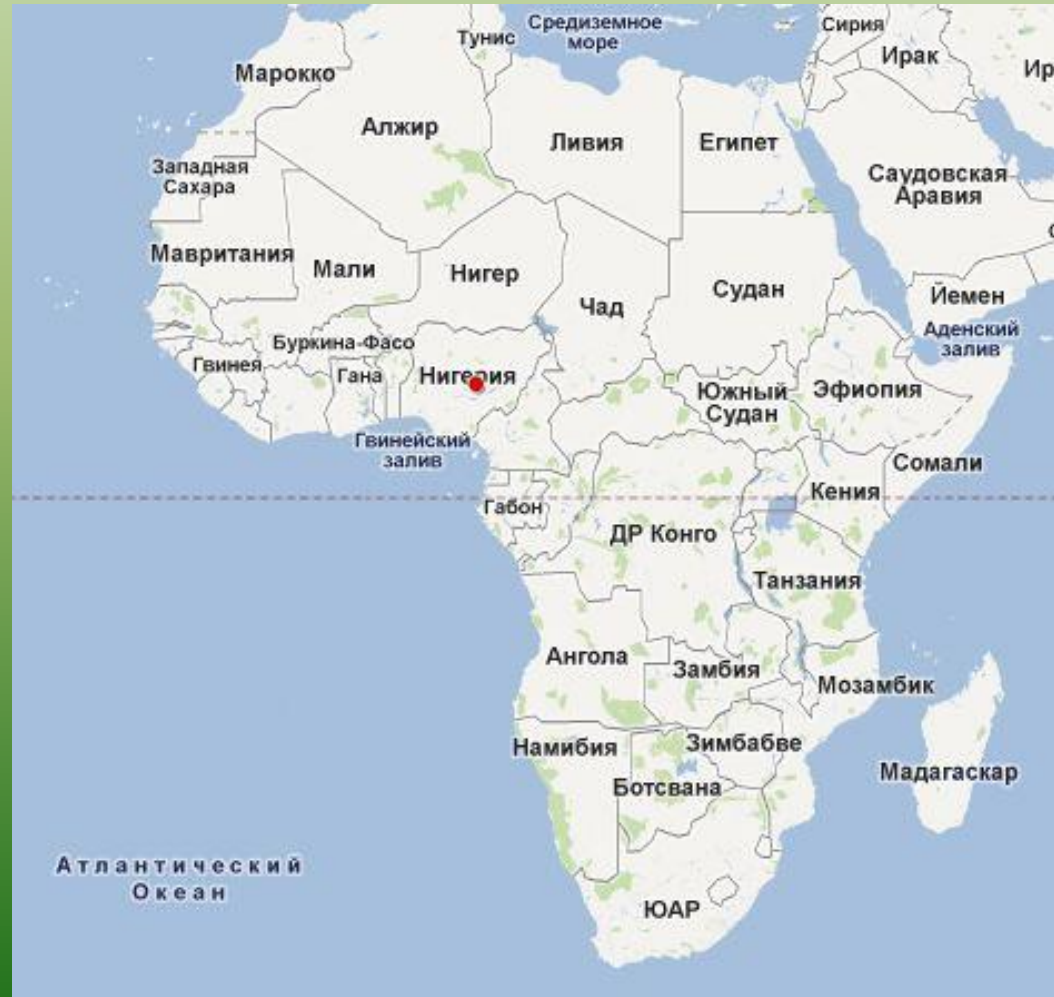 Средиземное
море
Тунис
Сирия
Ирак
Ир
Марокко
Алжир
Ливия
Египет
Западная
Сахара
Саудовская
Аравия
Мавритания
Мали
Нигер
Чад
Судан
Йемен
Аденский
залив
Буркина-Фасо
Гвинея
Гана
Нигерия
Южный
Судан
Эфиопия
Гвинейский
залив
Сомали
Габон
Кения
ДР Конго
Танзания
Ангола
Замбия
Мозамбик
Намибия
Зимбабве
Ботсвана
Мадагаскар
Атлантический
Океан
ЮАР